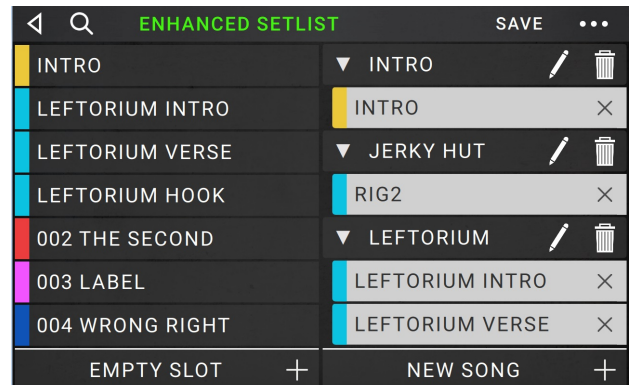 ENHANCED SETLIST
SAVE
INTRO
LEFTORIUM INTRO
LEFTORIUM VERSE
LEFTORIUM HOOK
002 THE SECOND
003 LABEL
004 WRONG RIGHT
EMPTY SLOT
INTRO
INTRO
JERKY HUT
RIG2
LEFTORIUM
LEFTORIUM INTRO
LEFTORIUM VERSE
NEW SONG